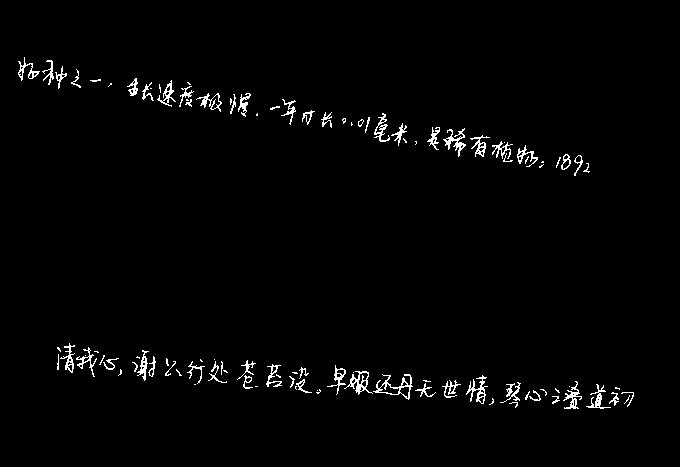 好种之一，生长速度极慢，一年才长0.01毫米，是稀有植物；1892
清我心，谢公行处苍苔没。早服还丹无世情，琴心三叠道初